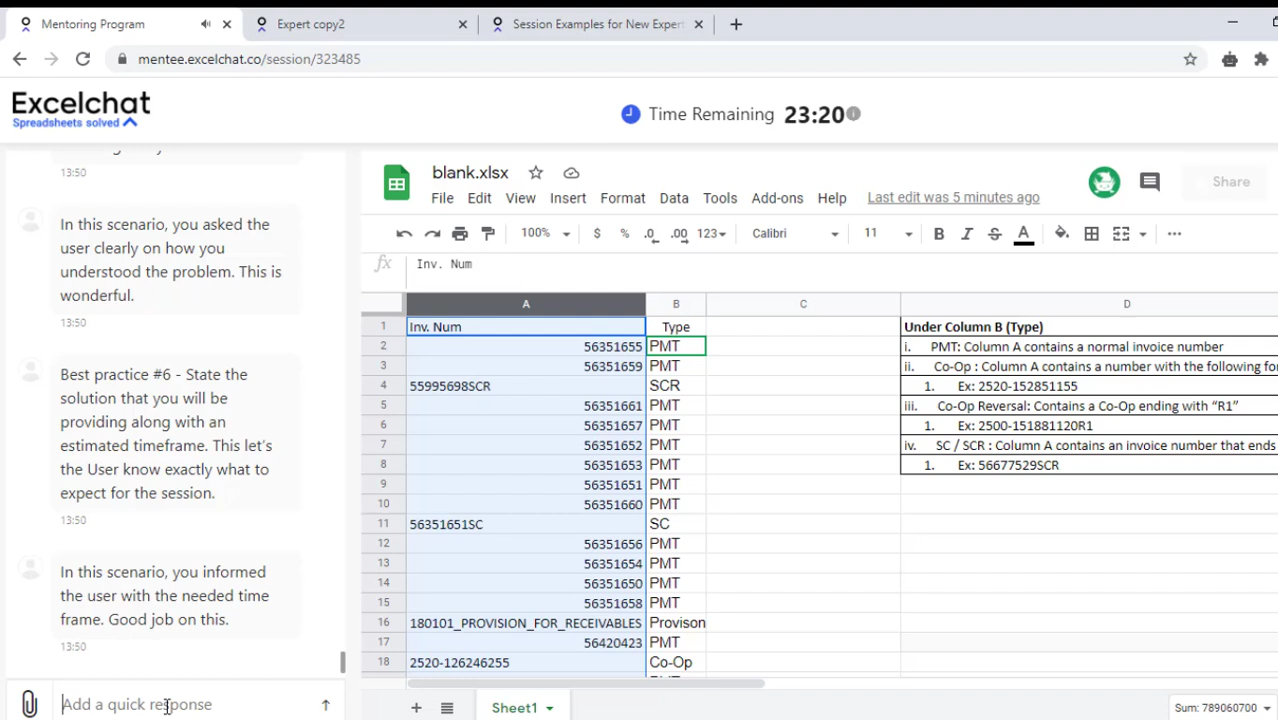 Mentoring Program
Expert copy2
Session Examples for New Expert
mentee.excelchat.co/session/323485
Excelchat
Spreadsheets solved
Time Remaining 23:20
13:50
In this scenario, you asked the
user clearly on how you
understood the problem. This is
wonderful.
13:50
Best practice #6 - State the
solution that you will be
providing along with an
estimated timeframe. This let's
the User know exactly what to
expect for the session.
13:50
In this scenario, you informed
the user with the needed time
frame. Good job on this.
13:50
Add a quick response
blank.xlsx
File Edit View Insert Format Data Tools Add-ons Help Last edit was 5 minutes ago
Share
100% $ % .0 .00 123 Calibri 11 B I S A
fx Inv. Num
A B C D
1 Inv. Num Type Under Column B (Type)
2 56351655 PMT i. PMT: Column A contains a normal invoice number
3 56351659 PMT ii. Co-Op : Column A contains a number with the following fo
4 55995698SCR SCR 1. Ex: 2520-152851155
5 56351661 PMT iii. Co-Op Reversal: Contains a Co-Op ending with “R1”
6 56351657 PMT 1. Ex: 2500-151881120R1
7 56351652 PMT iv. SC / SCR : Column A contains an invoice number that ends
8 56351653 PMT 1. Ex: 56677529SCR
9 56351651 PMT
10 56351660 PMT
11 56351651SC SC
12 56351656 PMT
13 56351654 PMT
14 56351650 PMT
15 56351658 PMT
16 180101_PROVISION_FOR_RECEIVABLES Provison
17 56420423 PMT
18 2520-126246255 Co-Op
Sheet1
Sum: 789060700